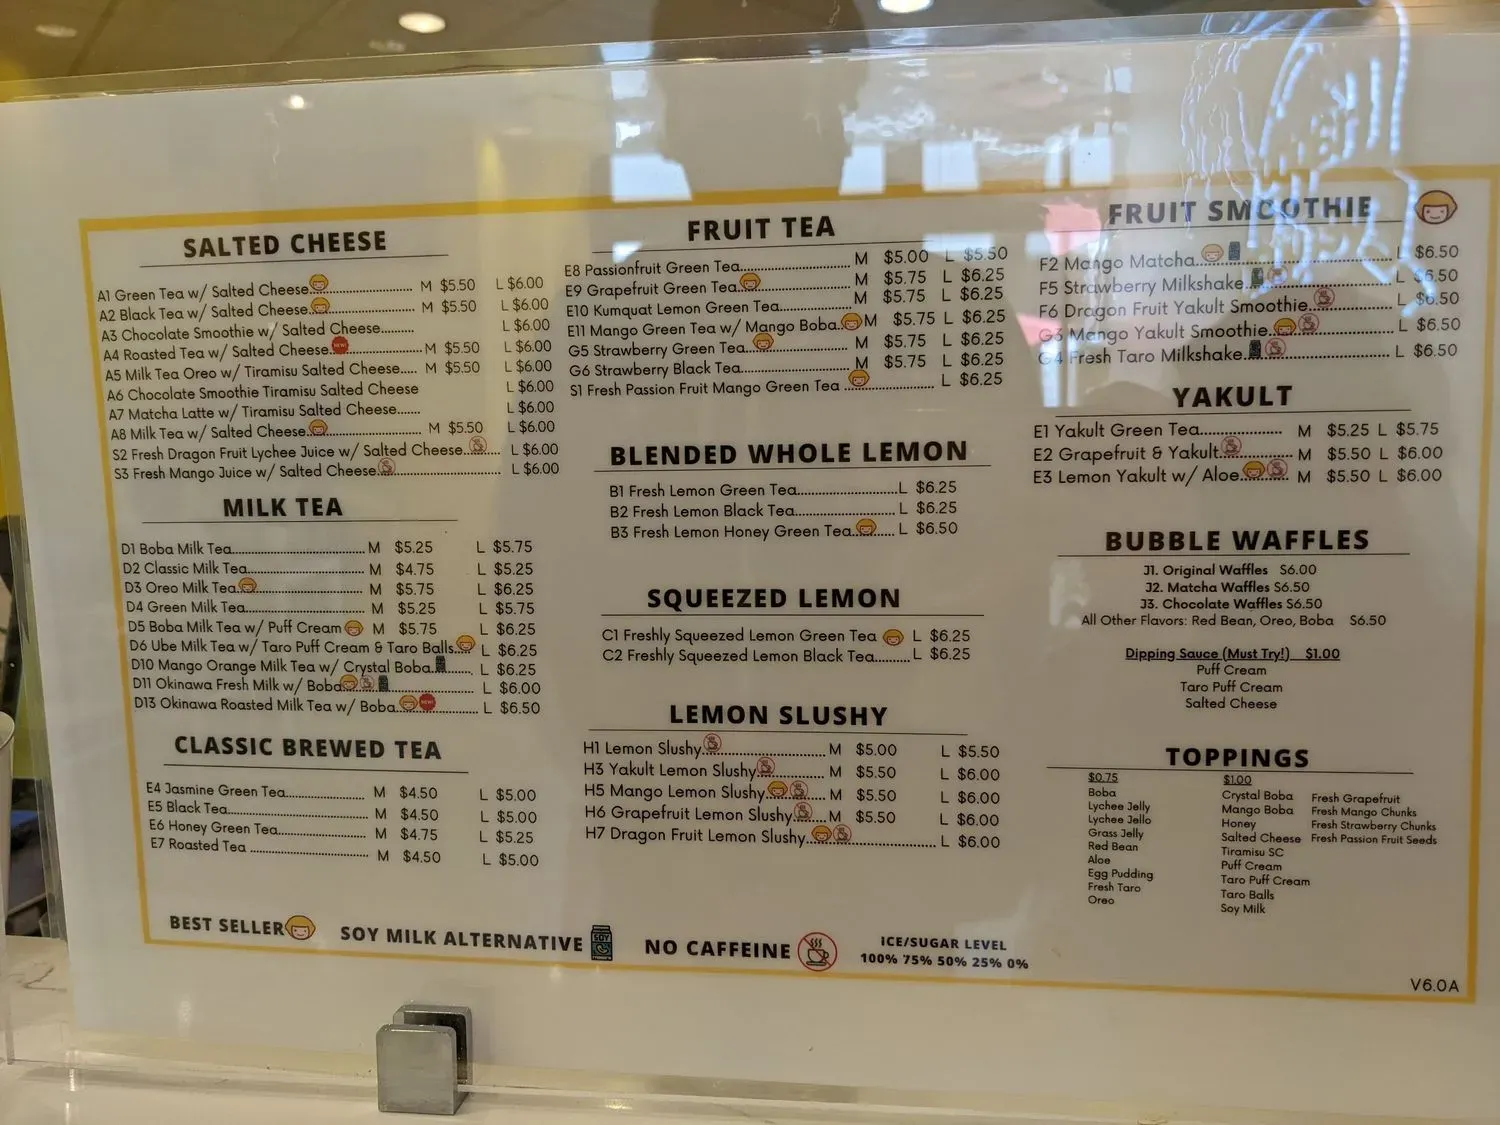 SALTED CHEESE
A1 Green Tea w/ Salted Cheese M $5.50 L $6.00
A2 Black Tea w/ Salted Cheese M $5.50 L $6.00
A3 Chocolate Smoothie w/ Salted Cheese L $6.00
A4 Roasted Tea w/ Salted Cheese M $5.50 L $6.00
A5 Milk Tea Oreo w/ Tiramisu Salted Cheese M $5.50 L $6.00
A6 Chocolate Smoothie Tiramisu Salted Cheese L $6.00
A7 Matcha Latte w/ Tiramisu Salted Cheese L $6.00
A8 Milk Tea w/ Salted Cheese M $5.50 L $6.00
S2 Fresh Dragon Fruit Lychee Juice w/ Salted Cheese L $6.00
S3 Fresh Mango Juice w/ Salted Cheese L $6.00
MILK TEA
D1 Boba Milk Tea M $5.25 L $5.75
D2 Classic Milk Tea M $4.75 L $5.25
D3 Oreo Milk Tea M $5.75 L $6.25
D4 Green Milk Tea M $5.25 L $5.75
D5 Boba Milk Tea w/ Puff Cream M $5.75 L $6.25
D6 Ube Milk Tea w/ Taro Puff Cream & Taro Balls L $6.25
D10 Mango Orange Milk Tea w/ Crystal Boba L $6.25
D11 Okinawa Fresh Milk w/ Boba L $6.00
D13 Okinawa Roasted Milk Tea w/ Boba L $6.50
CLASSIC BREWED TEA
E4 Jasmine Green Tea M $4.50 L $5.00
E5 Black Tea M $4.50 L $5.00
E6 Honey Green Tea M $4.75 L $5.25
E7 Roasted Tea M $4.50 L $5.00
FRUIT TEA
E8 Passionfruit Green Tea M $5.00 L $5.50
E9 Grapefruit Green Tea M $5.75 L $6.25
E10 Kumquat Lemon Green Tea M $5.75 L $6.25
E11 Mango Green Tea w/ Mango Boba M $5.75 L $6.25
G5 Strawberry Green Tea M $5.75 L $6.25
G6 Strawberry Black Tea M $5.75 L $6.25
S1 Fresh Passion Fruit Mango Green Tea L $6.25
BLENDED WHOLE LEMON
B1 Fresh Lemon Green Tea L $6.25
B2 Fresh Lemon Black Tea L $6.25
B3 Fresh Lemon Honey Green Tea L $6.50
SQUEEZED LEMON
C1 Freshly Squeezed Lemon Green Tea L $6.25
C2 Freshly Squeezed Lemon Black Tea L $6.25
LEMON SLUSHY
H1 Lemon Slushy M $5.00 L $5.50
H3 Yakult Lemon Slushy M $5.50 L $6.00
H5 Mango Lemon Slushy M $5.50 L $6.00
H6 Grapefruit Lemon Slushy M $5.50 L $6.00
H7 Dragon Fruit Lemon Slushy L $6.00
FRUIT SMOOTHIE
F2 Mango Matcha L $6.50
F5 Strawberry Milkshake L $6.50
F6 Dragon Fruit Yakult Smoothie L $6.50
G3 Mango Yakult Smoothie L $6.50
G4 Fresh Taro Milkshake L $6.50
YAKULT
E1 Yakult Green Tea M $5.25 L $5.75
E2 Grapefruit & Yakult M $5.50 L $6.00
E3 Lemon Yakult w/ Aloe M $5.50 L $6.00
BUBBLE WAFFLES
J1. Original Waffles $6.00
J2. Matcha Waffles $6.50
J3. Chocolate Waffles $6.50
All Other Flavors: Red Bean, Oreo, Boba $6.50
Dipping Sauce (Must Try!) $1.00
Puff Cream
Taro Puff Cream
Salted Cheese
TOPPINGS
$0.75
Boba
Lychee Jelly
Lychee Jello
Grass Jelly
Red Bean
Aloe
Egg Pudding
Fresh Taro
Oreo
$1.00
Crystal Boba
Mango Boba
Honey
Salted Cheese
Tiramisu SC
Puff Cream
Taro Puff Cream
Taro Balls
Soy Milk
Fresh Grapefruit
Fresh Mango Chunks
Fresh Strawberry Chunks
Fresh Passion Fruit Seeds
BEST SELLER
SOY MILK ALTERNATIVE
SOY
NO CAFFEINE
ICE/SUGAR LEVEL
100% 75% 50% 25% 0%
V6.0A